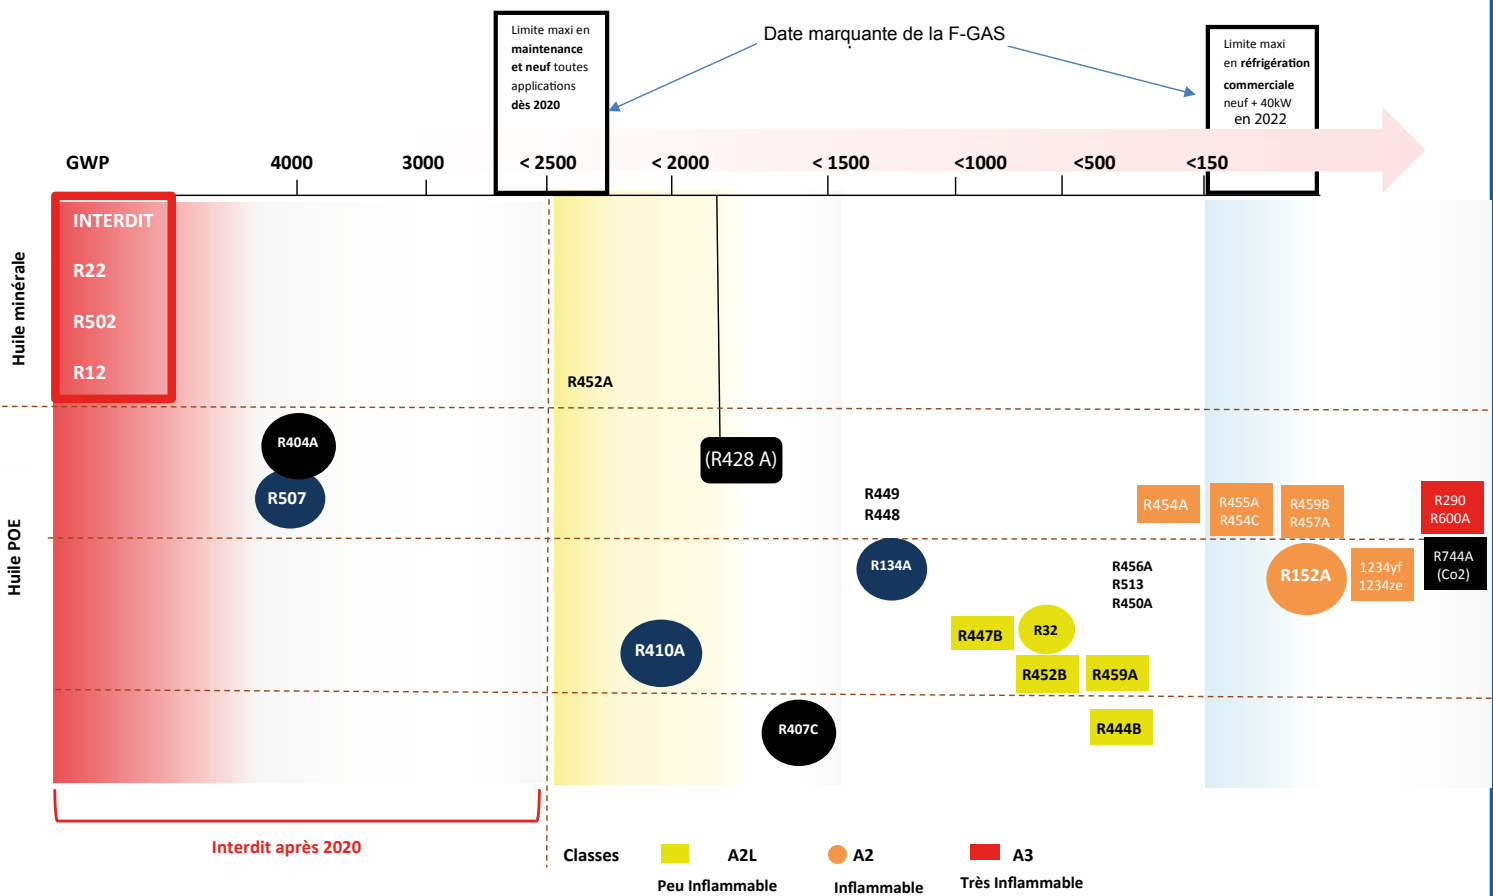 Limite maxi en
maintenance
et neuf toutes
applications
dès 2020
Date marquante de la F-GAS
Limite maxi
en réfrigération
commerciale
neuf + 40kW
en 2022
GWP
4000
3000
< 2500
< 2000
< 1500
<1000
<500
<150
Huile minérale
INTERDIT
R22
R502
R12
R452A
Huile POE
R404A
R507
(R428 A)
R449
R448
R454A
R455A
R454C
R459B
R457A
R290
R600A
R134A
R456A
R513
R450A
R152A
1234yf
1234ze
R744A
(Co2)
R410A
R447B
R32
R452B
R459A
R407C
R444B
Interdit après 2020
Classes
A2L
A2
A3
Peu Inflammable
Inflammable
Très Inflammable